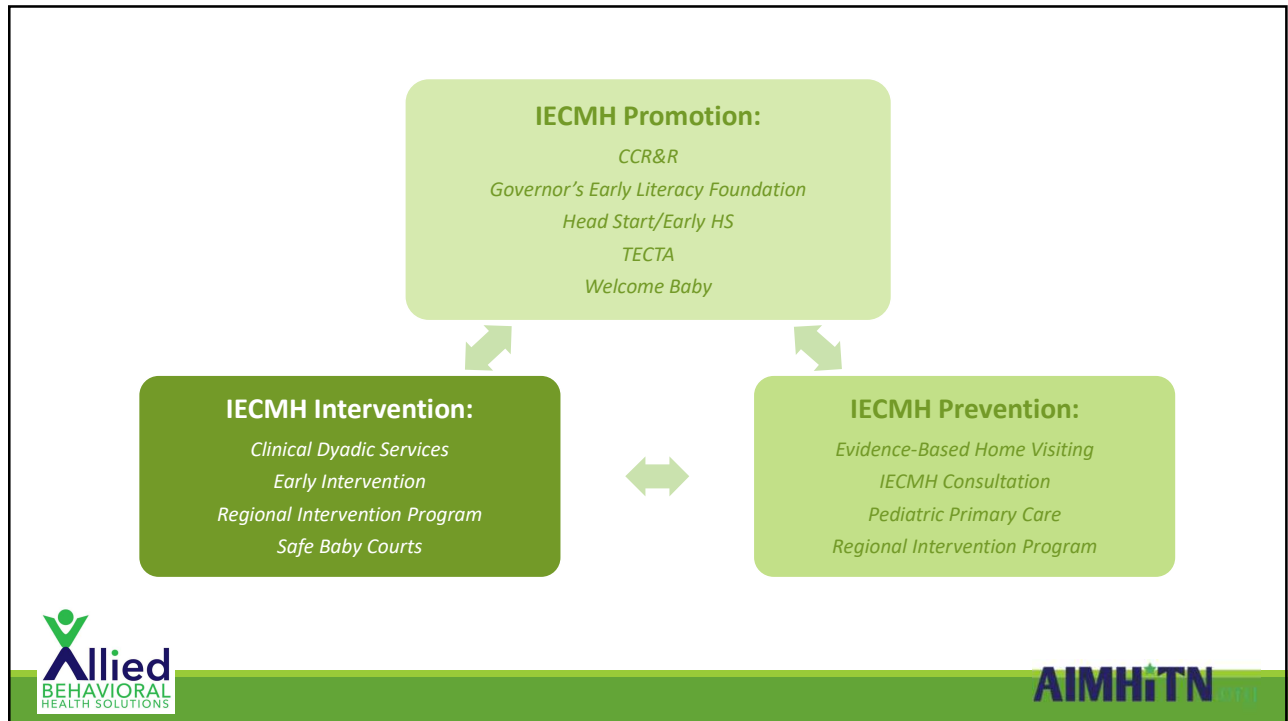 IECMH Promotion:
CCR&R
Governor's Early Literacy Foundation
Head Start/Early HS
TECTA
Welcome Baby
IECMH Intervention:
Clinical Dyadic Services
Early Intervention
Regional Intervention Program
Safe Baby Courts
IECMH Prevention:
Evidence-Based Home Visiting
IECMH Consultation
Pediatric Primary Care
Regional Intervention Program
Allied
BEHAVIORAL
HEALTH SOLUTIONS
AIMHiTN.org